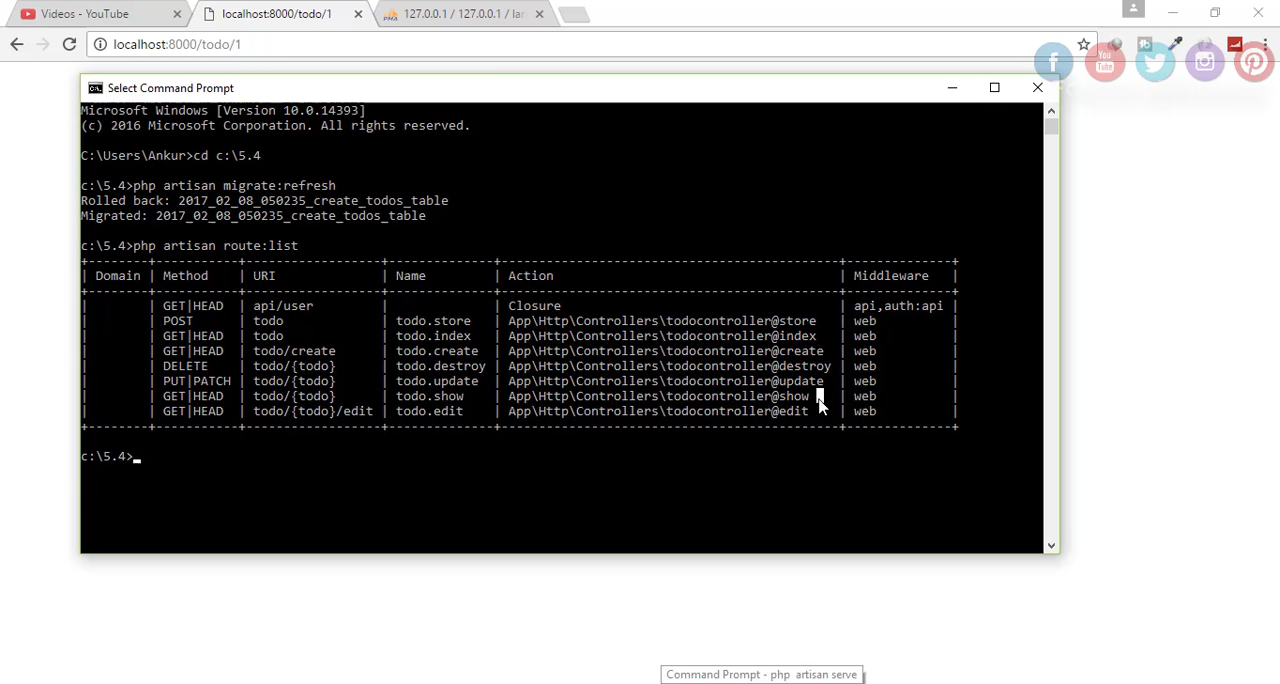 Videos - YouTube
localhost:8000/todo/1
PMA 127.0.0.1 / 127.0.0.1 / lar
localhost:8000/todo/1
f
You Tube
Select Command Prompt
Microsoft Windows [Version 10.0.14393]
(c) 2016 Microsoft Corporation. All rights reserved.
C:\Users\Ankur>cd c:\5.4
c:\5.4>php artisan migrate:refresh
Rolled back: 2017_02_08_050235_create_todos_table
Migrated: 2017_02_08_050235_create_todos_table
c:\5.4>php artisan route:list
+--------+-----------+------------------+--------------+----------------------------------------------+--------------+
| Domain | Method | URI | Name | Action | Middleware |
+--------+-----------+------------------+--------------+----------------------------------------------+--------------+
| | GET|HEAD | api/user | | Closure | api,auth:api |
| | POST | todo | todo.store | App\Http\Controllers\todocontroller@store | web |
| | GET|HEAD | todo | todo.index | App\Http\Controllers\todocontroller@index | web |
| | GET|HEAD | todo/create | todo.create | App\Http\Controllers\todocontroller@create | web |
| | DELETE | todo/{todo} | todo.destroy | App\Http\Controllers\todocontroller@destroy | web |
| | PUT|PATCH | todo/{todo} | todo.update | App\Http\Controllers\todocontroller@update | web |
| | GET|HEAD | todo/{todo} | todo.show | App\Http\Controllers\todocontroller@show | web |
| | GET|HEAD | todo/{todo}/edit | todo.edit | App\Http\Controllers\todocontroller@edit | web |
+--------+-----------+------------------+--------------+----------------------------------------------+--------------+
c:\5.4>
Command Prompt - php artisan serve